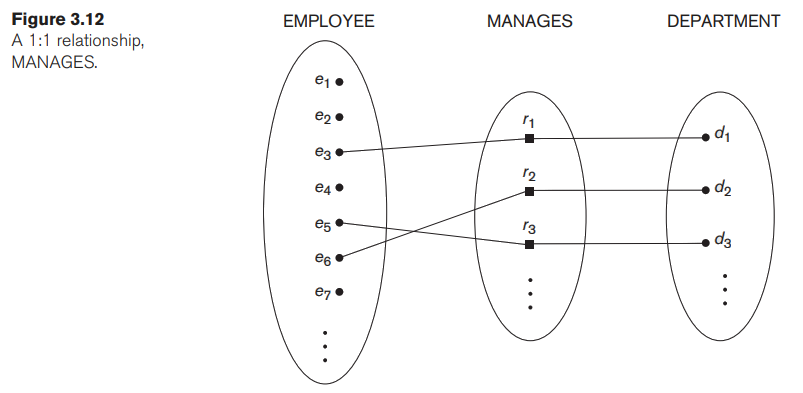 Figure 3.12
A 1:1 relationship,
MANAGES.
EMPLOYEE
MANAGES
DEPARTMENT
e1
e2
e3
e4
e5
e6
e7
r1
r2
r3
d1
d2
d3